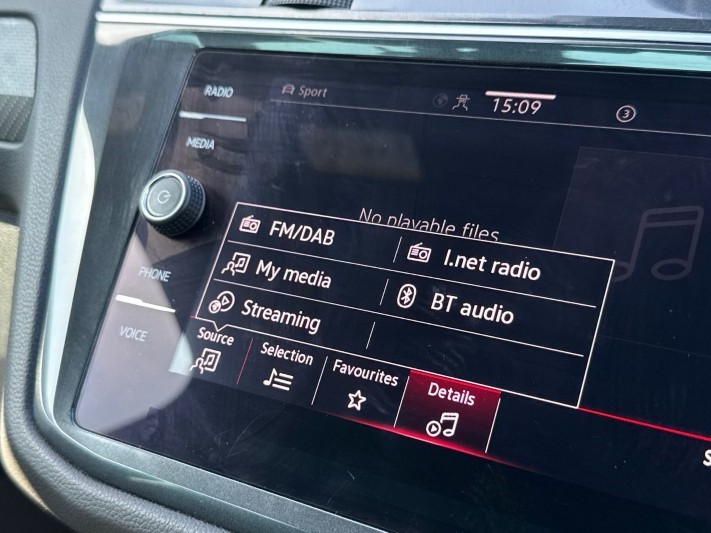 RADIO
Sport
15:09
3
MEDIA
No playable files
FM/DAB
I.net radio
My media
BT audio
PHONE
Streaming
VOICE
Source
Selection
Favourites
Details